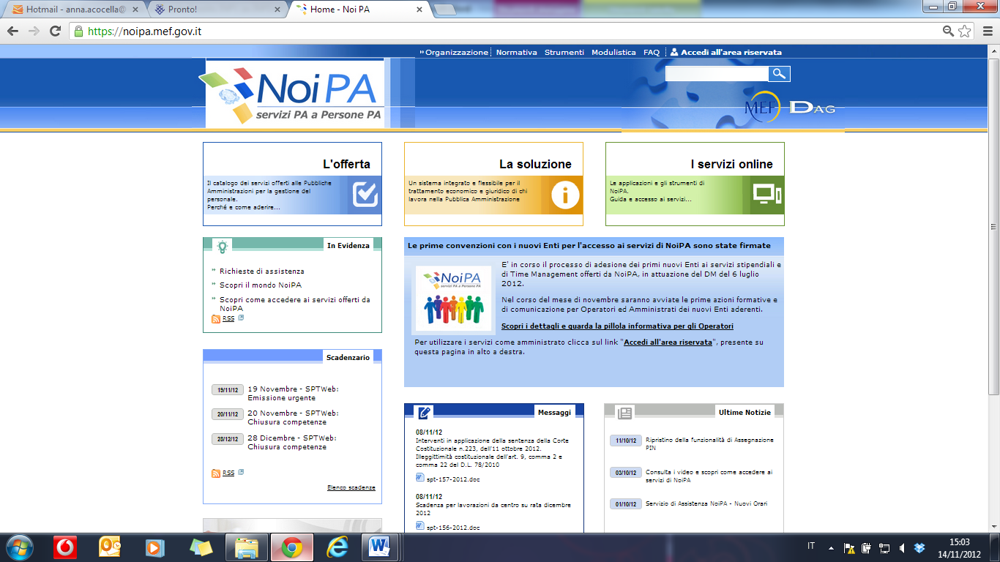 Hotmail - anna.acocella@
Pronto!
Home - Noi PA
https://noipa.mef.gov.it
Organizzazione Normativa Strumenti Modulistica FAQ Accedi all'area riservata
NoiPA
servizi PA a Persone PA
MEF DAG
L'offerta
Il catalogo dei servizi offerti alle Pubbliche
Amministrazioni per la gestione del
personale.
Perché e come aderire...
La soluzione
Un sistema integrato e flessibile per il
trattamento economico e giuridico di chi
lavora nella Pubblica Amministrazione
I servizi online
Le applicazioni e gli strumenti di
NoiPA.
Guida e accesso ai servizi...
In Evidenza
Richieste di assistenza
Scopri il mondo NoiPA
Scopri come accedere ai servizi offerti da
NoiPA
RSS
Le prime convenzioni con i nuovi Enti per l'accesso ai servizi di NoiPA sono state firmate
NoiPA
servizi PA a Persone PA
E' in corso il processo di adesione dei primi nuovi Enti ai servizi stipendiali e
di Time Management offerti da NoiPA, in attuazione del DM del 6 luglio
2012.
Nel corso del mese di novembre saranno avviate le prime azioni formative e
di comunicazione per Operatori ed Amministrati dei nuovi Enti aderenti.
Scopri i dettagli e guarda la pillola informativa per gli Operatori
Per utilizzare i servizi come amministrato clicca sul link "Accedi all'area riservata", presente su
questa pagina in alto a destra.
Scadenzario
19/11/12 19 Novembre - SPTWeb:
Emissione urgente
20/11/12 20 Novembre - SPTWeb:
Chiusura competenze
28/12/12 28 Dicembre - SPTWeb:
Chiusura competenze
RSS
Elenco scadenze
Messaggi
08/11/12
Interventi in applicazione della sentenza della Corte
Costituzionale n.223, dell'11 ottobre 2012.
Illegittimità costituzionale dell'art. 9, comma 2 e
comma 22 del D.L. 78/2010
spt-157-2012.doc
08/11/12
Scadenza per lavorazioni da centro su rata dicembre
2012
spt-156-2012.doc
Ultime Notizie
11/10/12 Ripristino della funzionalità di Assegnazione
PIN
03/10/12 Consulta i video e scopri come accedere ai
servizi di NoiPA
01/10/12 Servizio di Assistenza NoiPA - Nuovi Orari
IT
15:03
14/11/2012